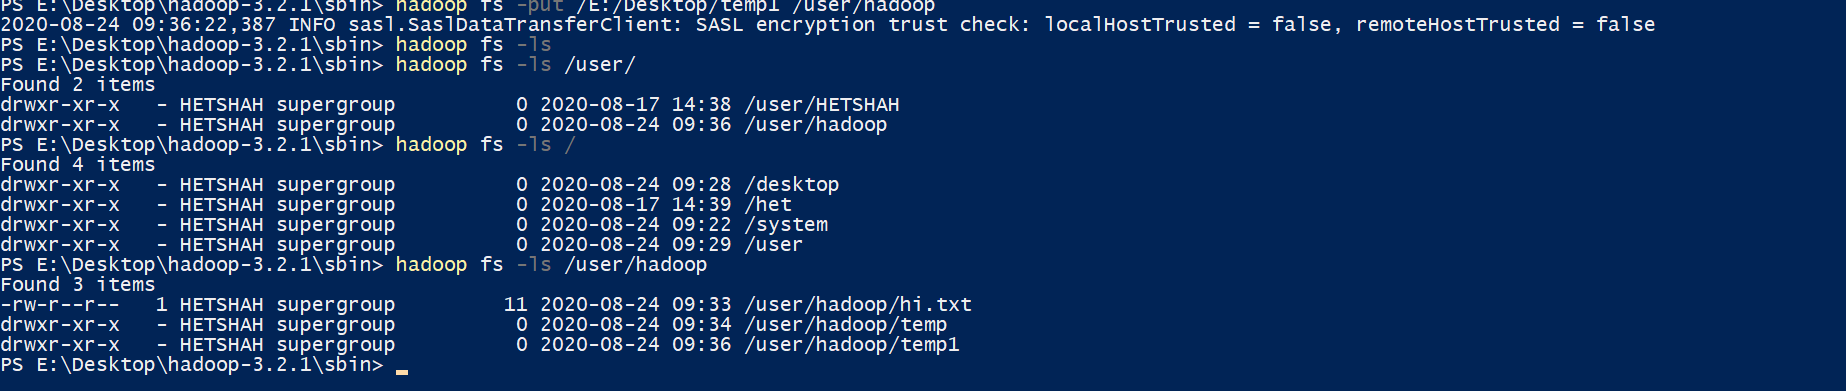 PS E:\Desktop\hadoop-3.2.1\sbin> hadoop fs -put /E:/Desktop/temp1 /user/hadoop
2020-08-24 09:36:22,387 INFO sasl.SaslDataTransferClient: SASL encryption trust check: localHostTrusted = false, remoteHostTrusted = false
PS E:\Desktop\hadoop-3.2.1\sbin> hadoop fs -ls
PS E:\Desktop\hadoop-3.2.1\sbin> hadoop fs -ls /user/
Found 2 items
drwxr-xr-x   - HETSHAH supergroup          0 2020-08-17 14:38 /user/HETSHAH
drwxr-xr-x   - HETSHAH supergroup          0 2020-08-24 09:36 /user/hadoop
PS E:\Desktop\hadoop-3.2.1\sbin> hadoop fs -ls /
Found 4 items
drwxr-xr-x   - HETSHAH supergroup          0 2020-08-24 09:28 /desktop
drwxr-xr-x   - HETSHAH supergroup          0 2020-08-17 14:39 /het
drwxr-xr-x   - HETSHAH supergroup          0 2020-08-24 09:22 /system
drwxr-xr-x   - HETSHAH supergroup          0 2020-08-24 09:29 /user
PS E:\Desktop\hadoop-3.2.1\sbin> hadoop fs -ls /user/hadoop
Found 3 items
-rw-r--r--   1 HETSHAH supergroup         11 2020-08-24 09:33 /user/hadoop/hi.txt
drwxr-xr-x   - HETSHAH supergroup          0 2020-08-24 09:34 /user/hadoop/temp
drwxr-xr-x   - HETSHAH supergroup          0 2020-08-24 09:36 /user/hadoop/temp1
PS E:\Desktop\hadoop-3.2.1\sbin>